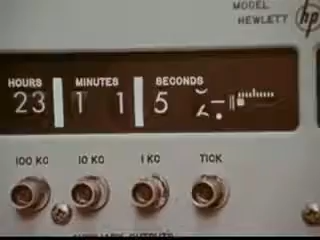 MODEL
HEWLETT hp
HOURS MINUTES SECONDS
23 1 1 5
100 KC 10 KC 1 KC TICK